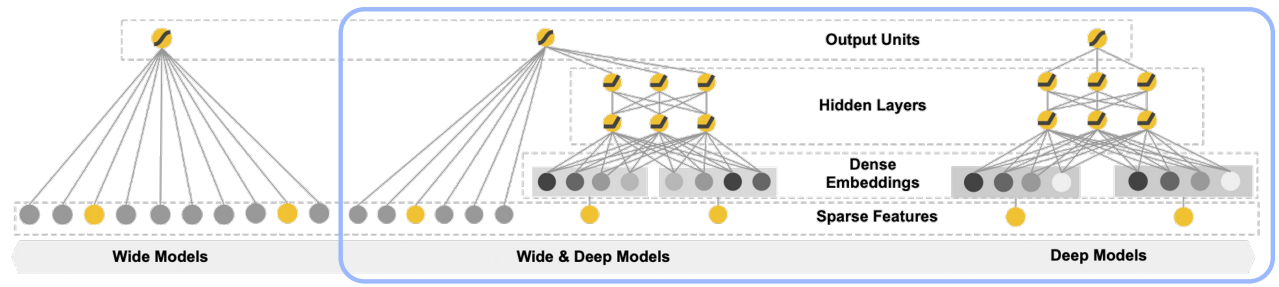 Output Units
Hidden Layers
Dense
Embeddings
Sparse Features
Wide Models
Wide & Deep Models
Deep Models